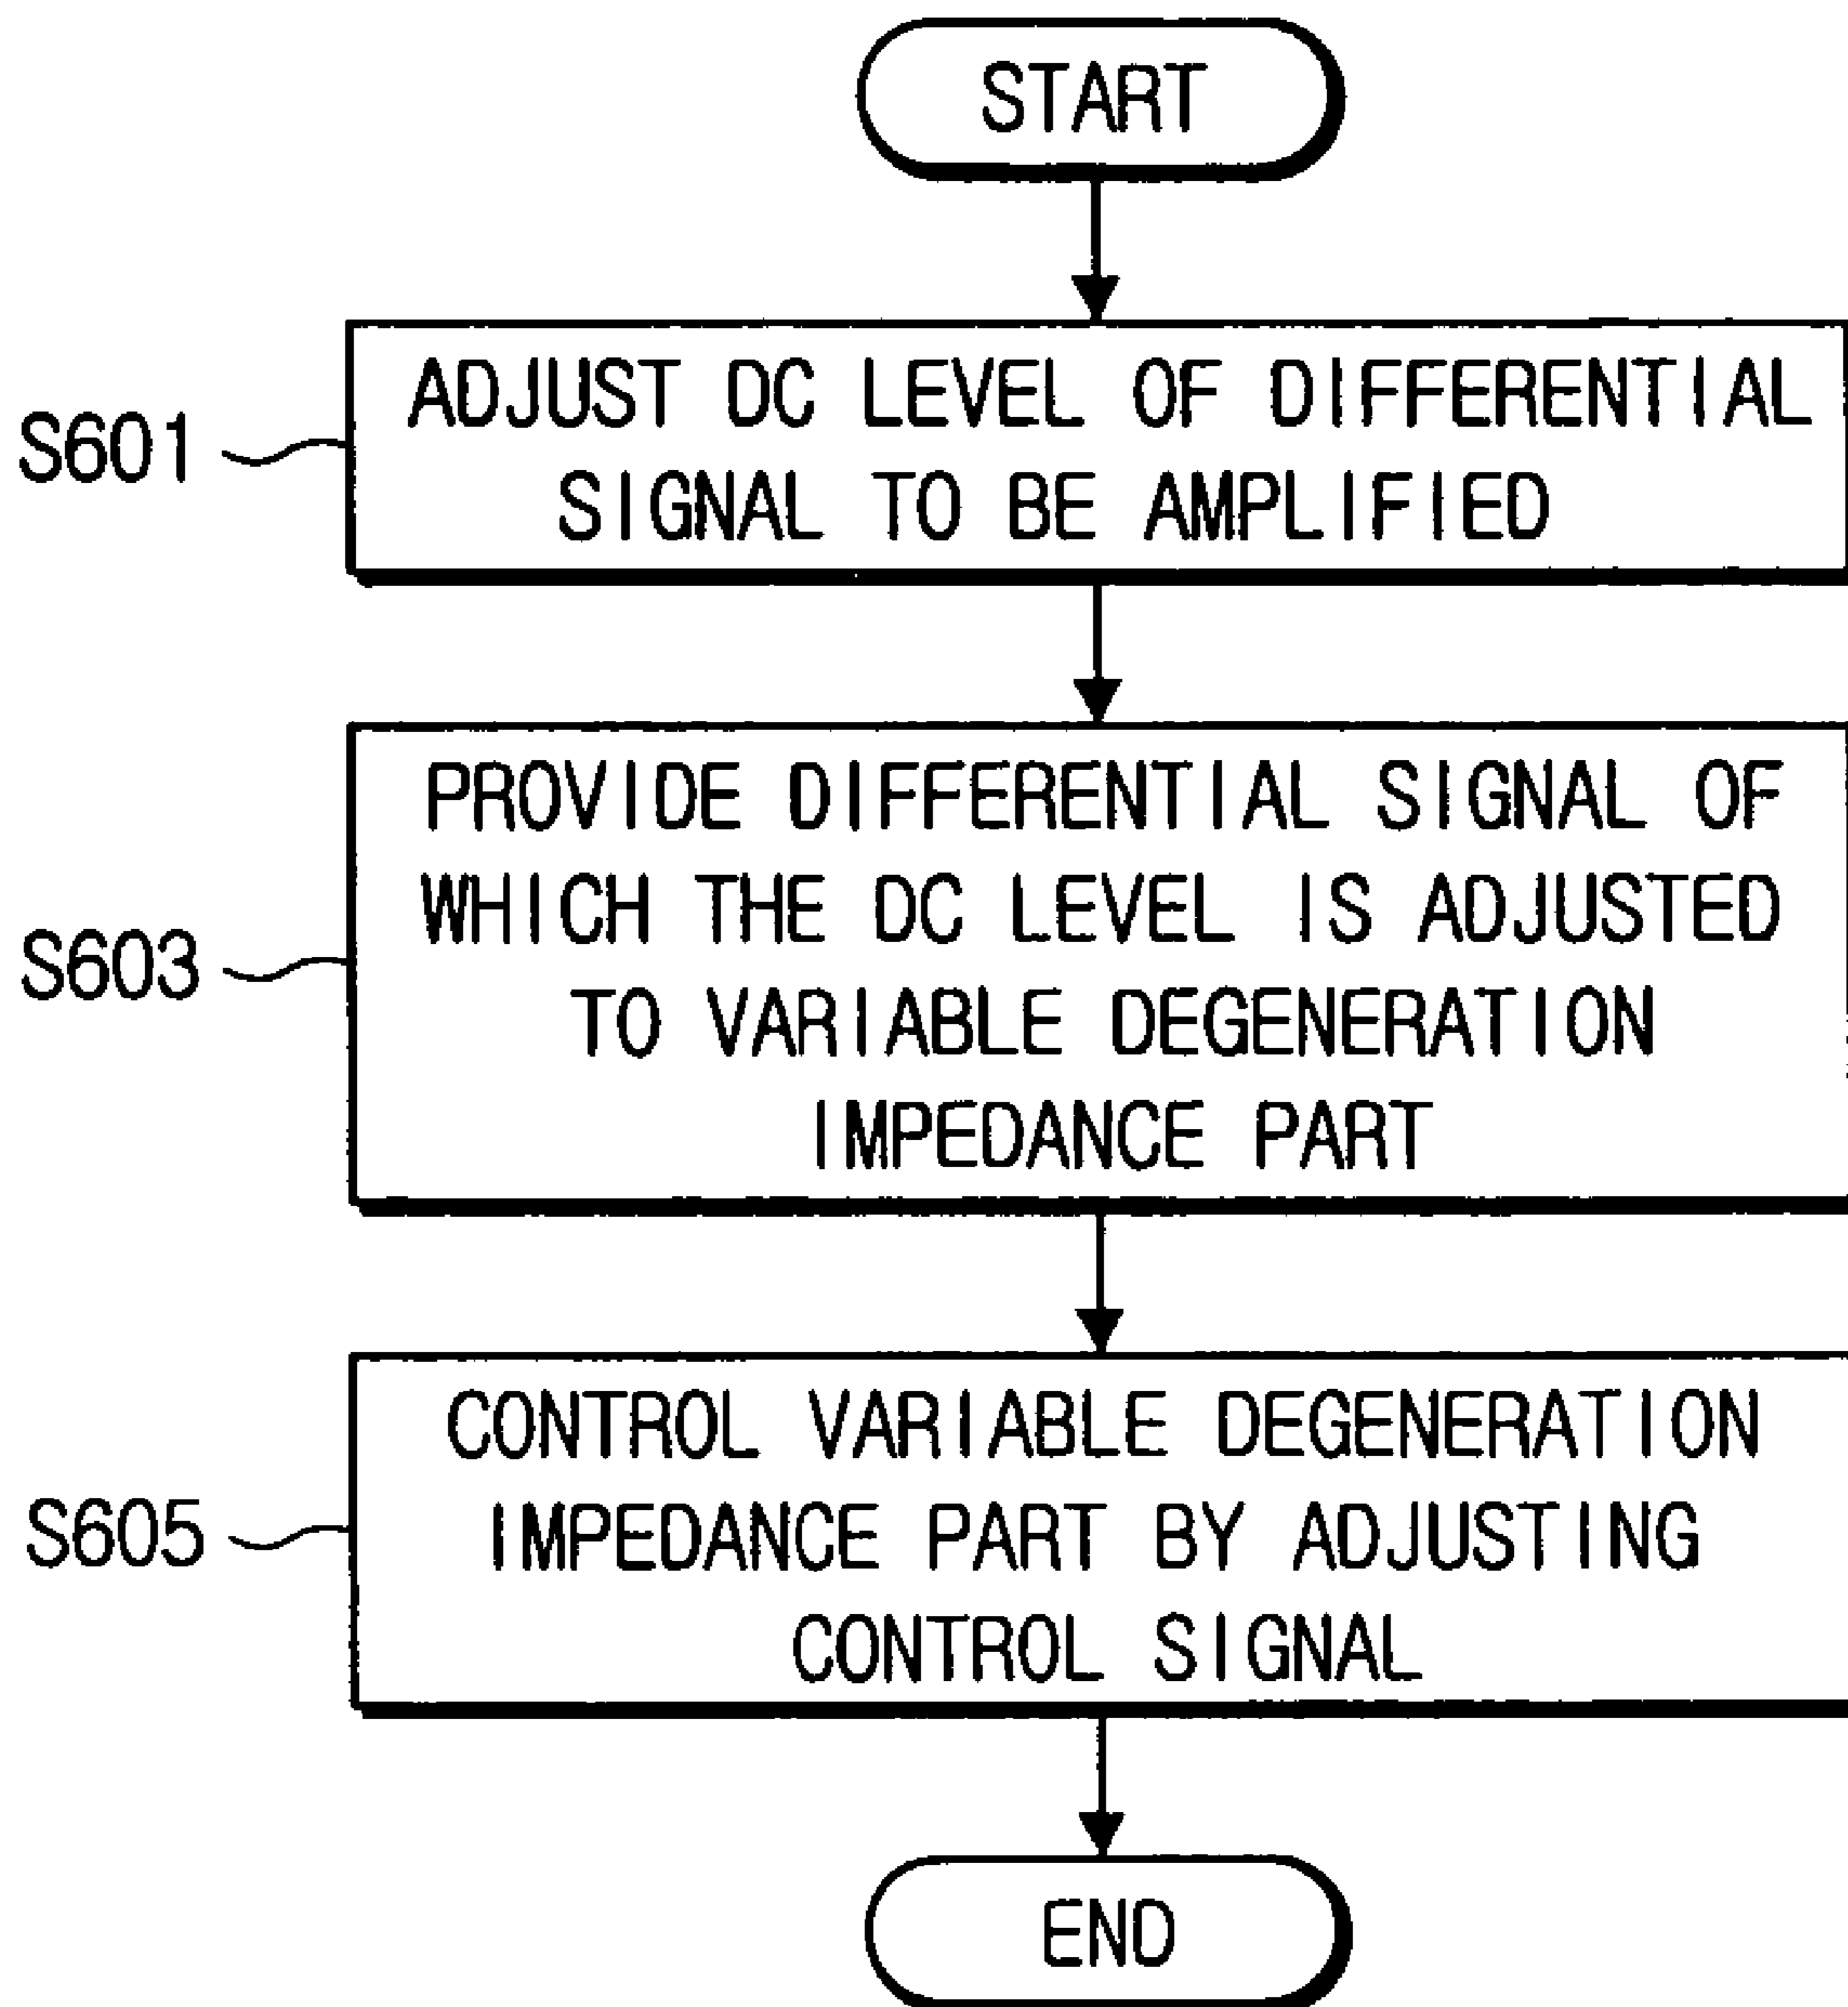 START
S601
ADJUST DC LEVEL OF DIFFERENTIAL
SIGNAL TO BE AMPLIFIED
S603
PROVIDE DIFFERENTIAL SIGNAL OF
WHICH THE DC LEVEL IS ADJUSTED
TO VARIABLE DEGENERATION
IMPEDANCE PART
S605
CONTROL VARIABLE DEGENERATION
IMPEDANCE PART BY ADJUSTING
CONTROL SIGNAL
END